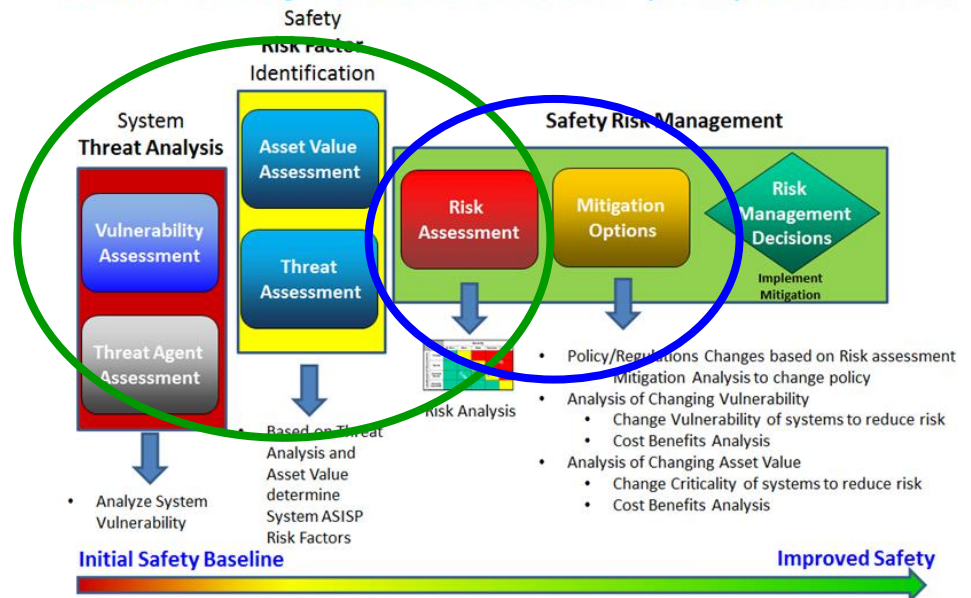 Safety
Risk Factor
Identification
System
Threat Analysis
Safety Risk Management
Asset Value
Assessment
Vulnerability
Assessment
Threat
Assessment
Threat Agent
Assessment
Risk
Assessment
Mitigation
Options
Risk
Management
Decisions
Implement
Mitigation
Risk Analysis
• Analyze System
Vulnerability
• Based on Threat
Analysis and
Asset Value
determine
System ASISP
Risk Factors
• Policy/Regulations Changes based on Risk assessment
Mitigation Analysis to change policy
• Analysis of Changing Vulnerability
• Change Vulnerability of systems to reduce risk
• Cost Benefits Analysis
• Analysis of Changing Asset Value
• Change Criticality of systems to reduce risk
• Cost Benefits Analysis
Initial Safety Baseline
Improved Safety